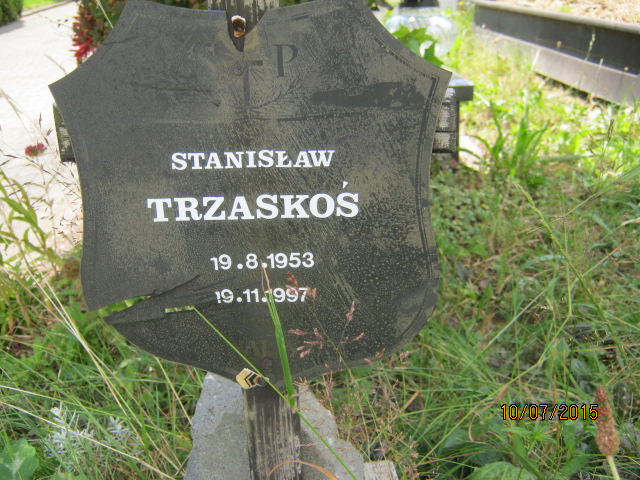 Ś P
STANISŁAW
TRZASKOŚ
19.8.1953
19.11.1997
10/07/2015